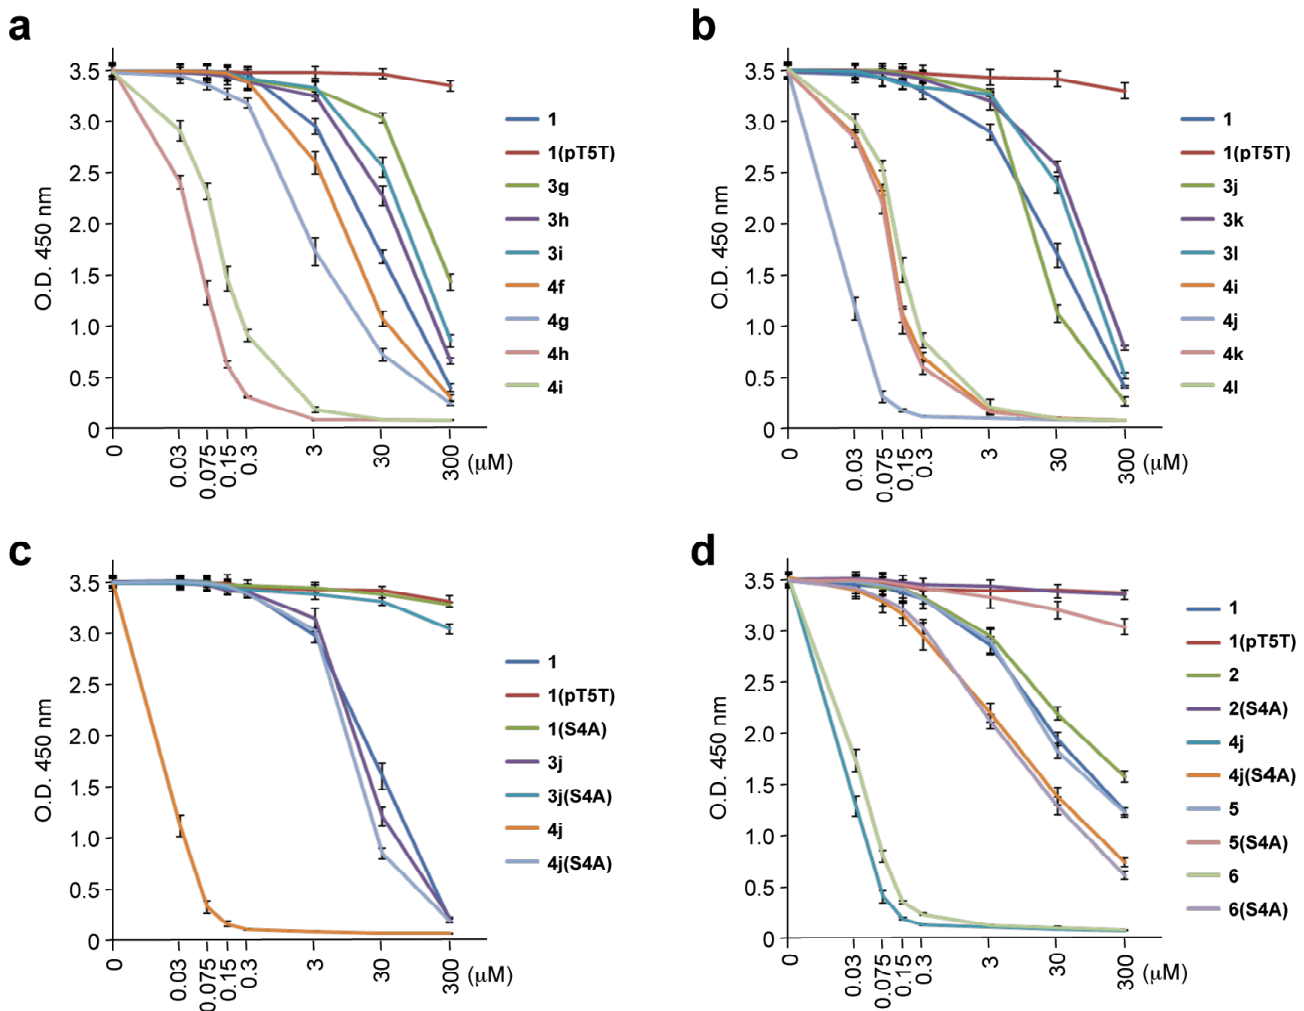 a
3.5
3.0
2.5
2.0
1.5
1.0
0.5
0
O.D. 450 nm
0
0.03
0.075
0.15
0.3
3
30
300
(μM)
1
1(pT5T)
3g
3h
3i
4f
4g
4h
4i
b
3.5
3.0
2.5
2.0
1.5
1.0
0.5
0
O.D. 450 nm
0
0.03
0.075
0.15
0.3
3
30
300
(μM)
1
1(pT5T)
3j
3k
3l
4i
4j
4k
4l
c
3.5
3.0
2.5
2.0
1.5
1.0
0.5
0
O.D. 450 nm
0
0.03
0.075
0.15
0.3
3
30
300
(μM)
1
1(pT5T)
1(S4A)
3j
3j(S4A)
4j
4j(S4A)
d
3.5
3.0
2.5
2.0
1.5
1.0
0.5
0
O.D. 450 nm
0
0.03
0.075
0.15
0.3
3
30
300
(μM)
1
1(pT5T)
2
2(S4A)
4j
4j(S4A)
5
5(S4A)
6
6(S4A)